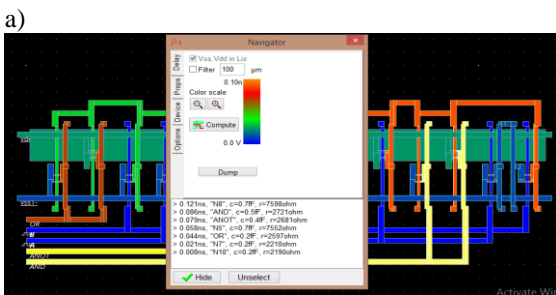 a)
Navigator
Delay
Props
Device
Options
Vss,Vdd in Lis
Filter 100 µm
0.10n
Color scale
Compute
0.0 V
Dump
> 0.121ns, "N8", c=0.7fF, r=7598ohm
> 0.086ns, "AND", c=0.5fF, r=2721ohm
> 0.079ns, "ANOT", c=0.4fF, r=2681ohm
> 0.058ns, "N5", c=0.7fF, r=7552ohm
> 0.044ns, "OR", c=0.2fF, r=2597ohm
> 0.021ns, "N7", c=0.2fF, r=2216ohm
> 0.008ns, "N10", c=0.2fF, r=2190ohm
Hide Unselect
OR
B
A
ANOT
AND
Activate Win